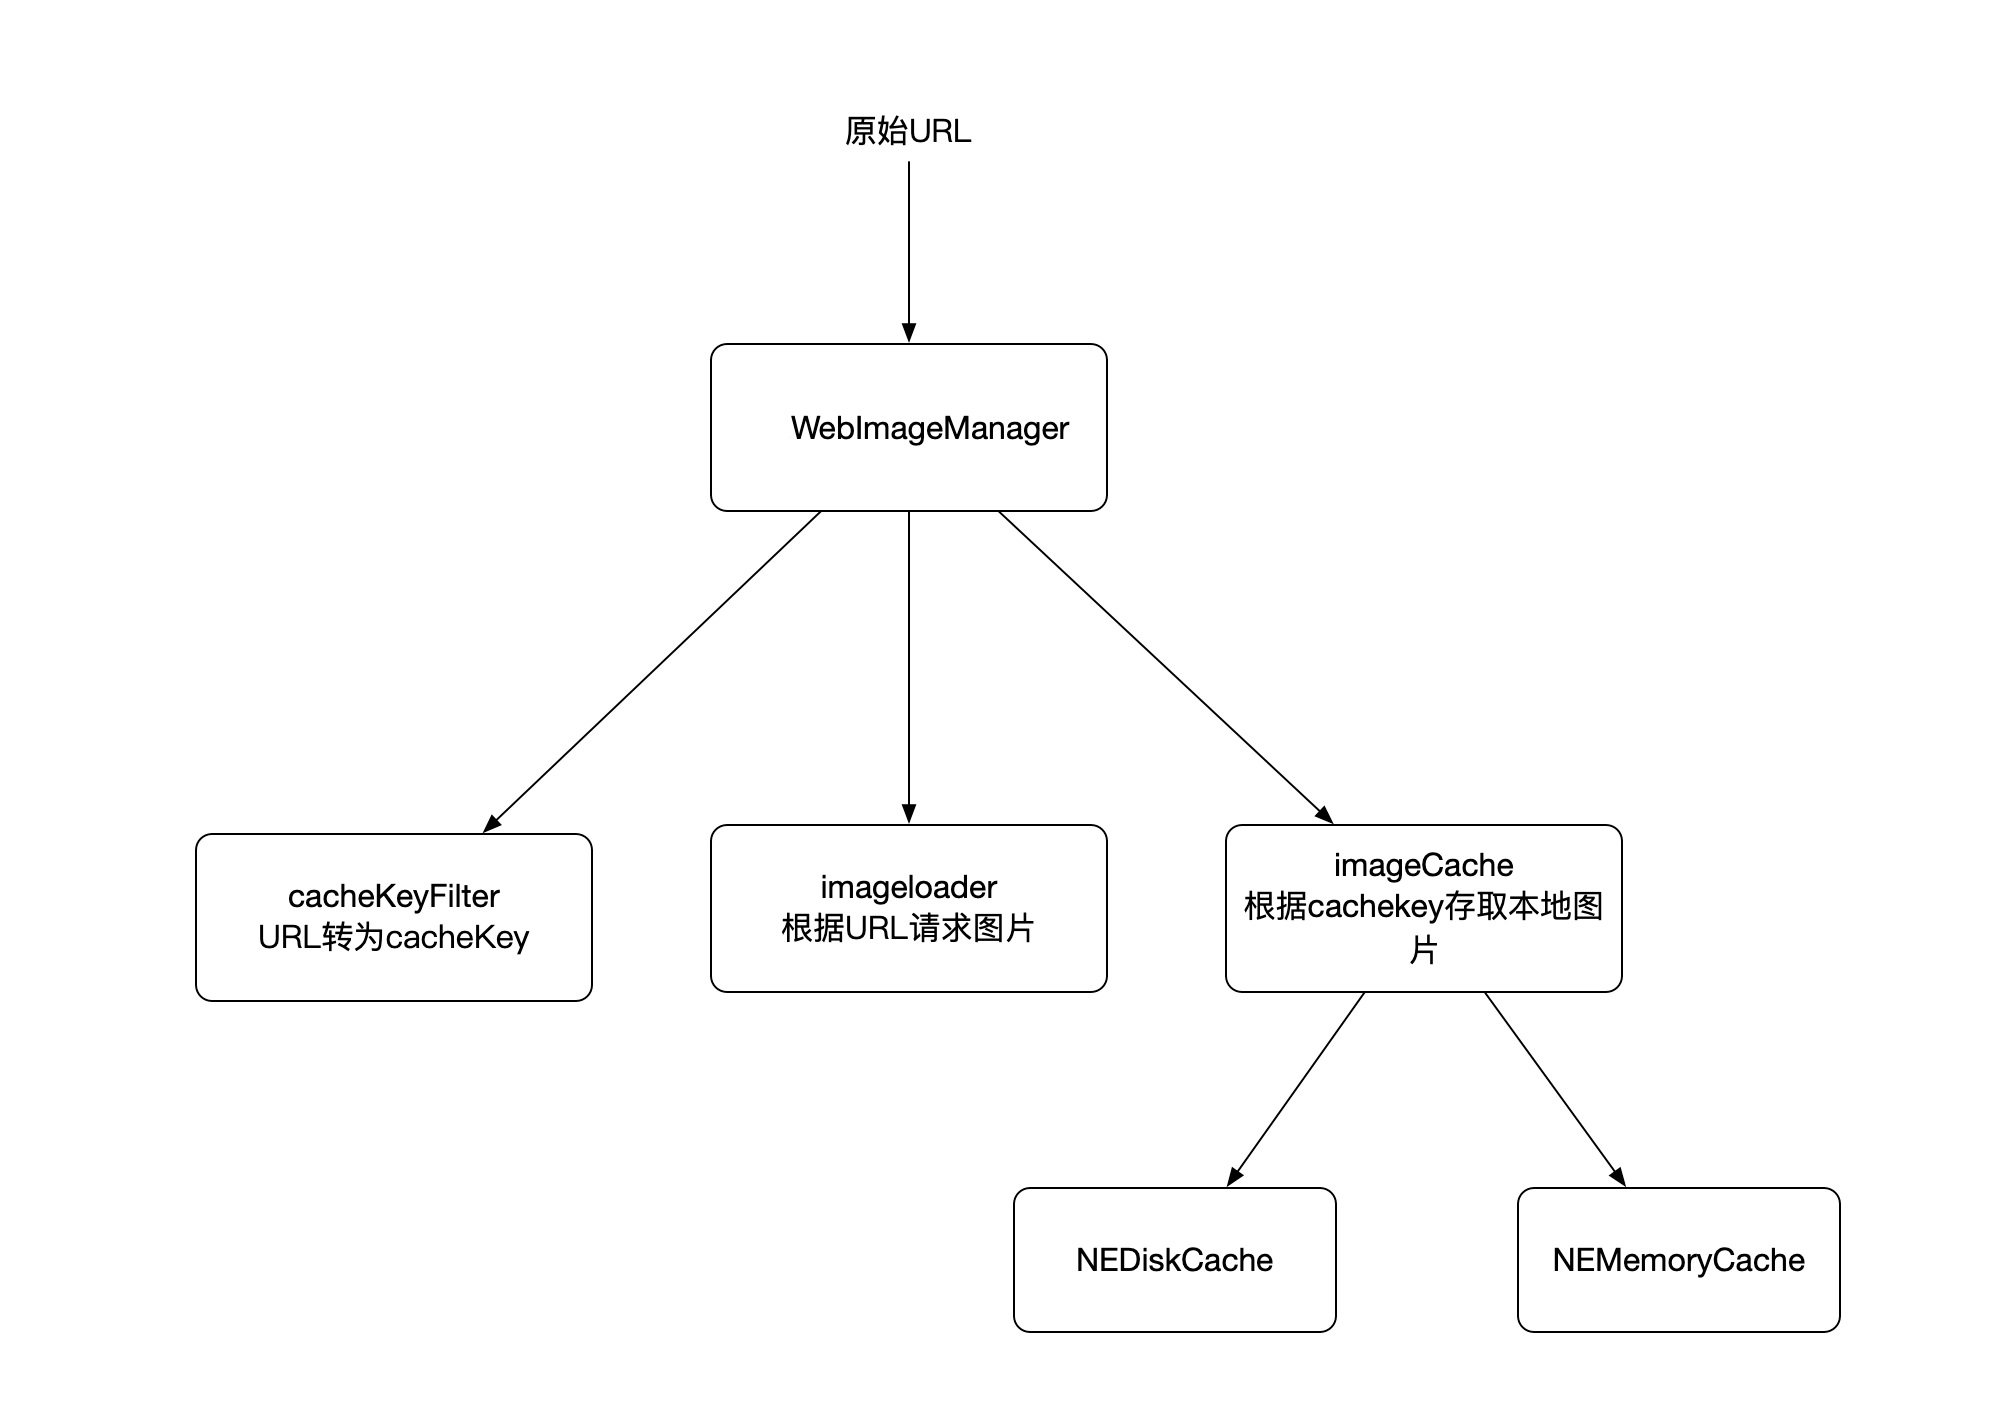 原始URL
WebImageManager
cacheKeyFilter
URL转为cacheKey
imageloader
根据URL请求图片
imageCache
根据cachekey存取本地图
片
NEDiskCache
NEMemoryCache